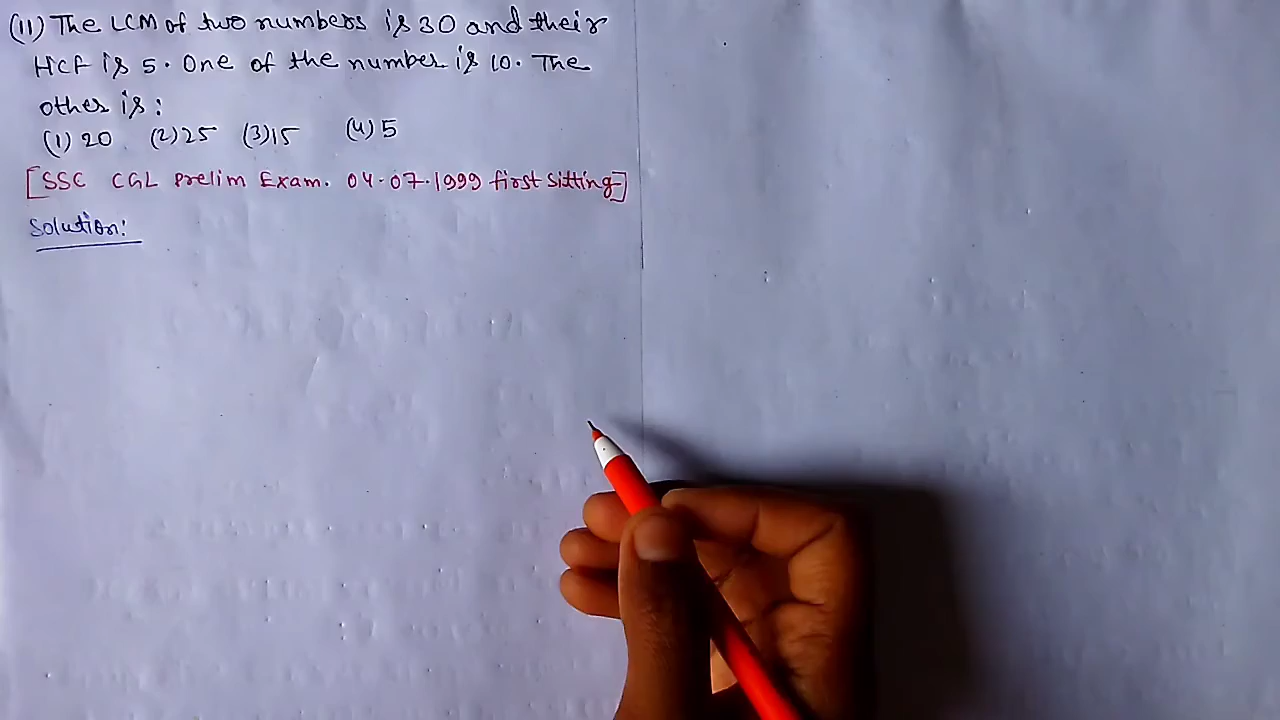 (11) The LCM of two numbers is 30 and their
HCF is 5. One of the number is 10. The
other is:
(1) 20 (2) 25 (3) 15 (4) 5
[SSC CGL Prelim Exam. 04.07.1999 first Sitting]
Solution: